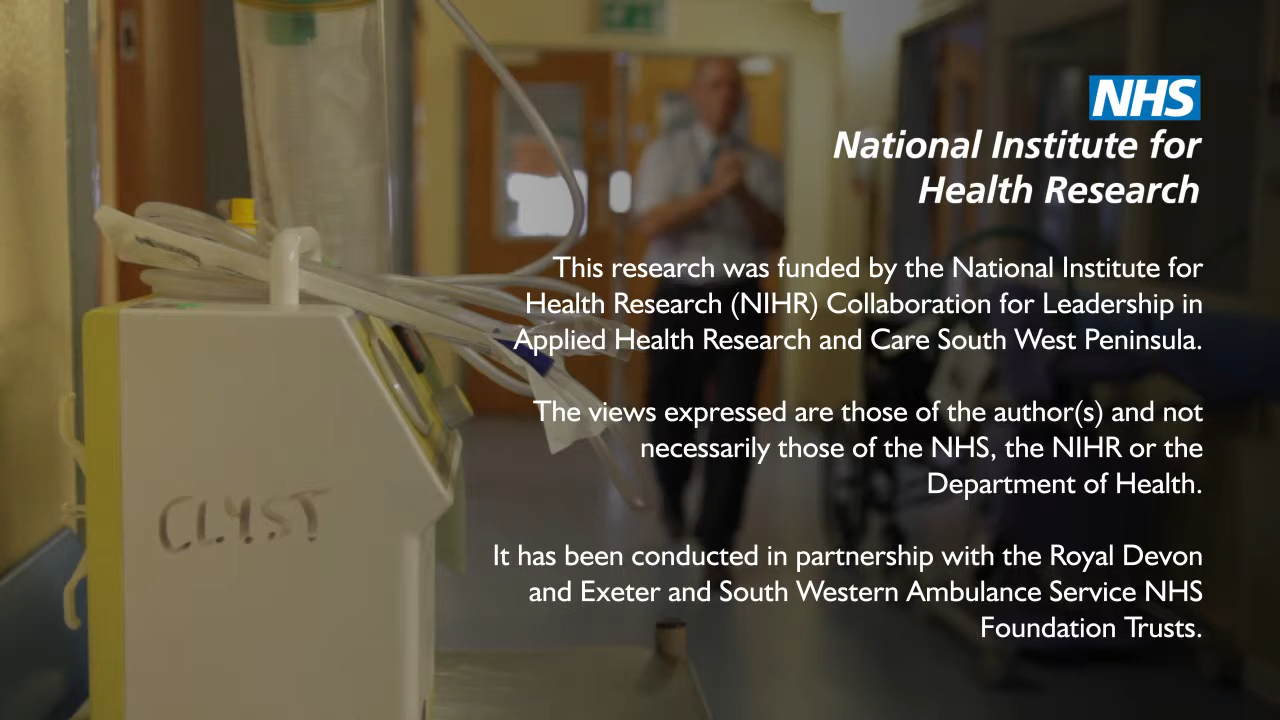 NHS
National Institute for
Health Research
This research was funded by the National Institute for
Health Research (NIHR) Collaboration for Leadership in
Applied Health Research and Care South West Peninsula.
The views expressed are those of the author(s) and not
necessarily those of the NHS, the NIHR or the
Department of Health.
It has been conducted in partnership with the Royal Devon
and Exeter and South Western Ambulance Service NHS
Foundation Trusts.
CLYST